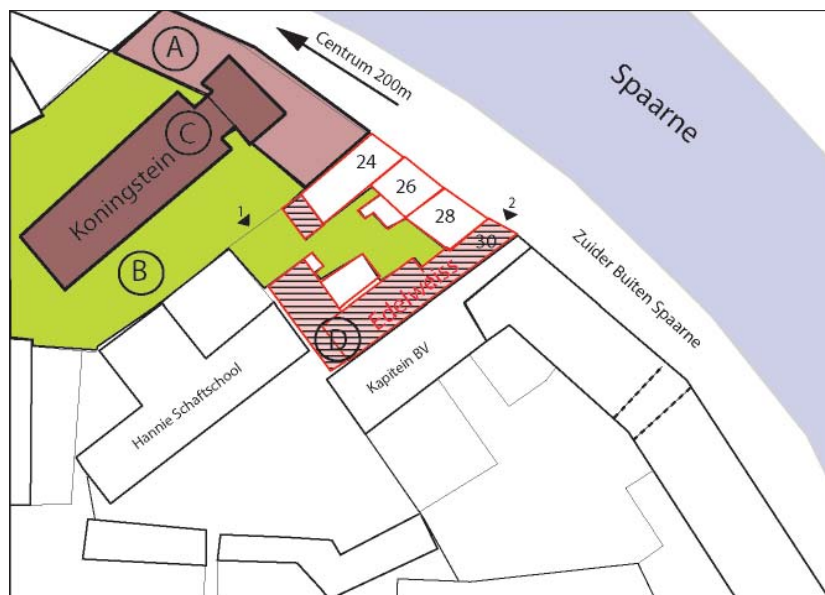 A
Centrum 200m
Spaarne
C
Koningstein
24
26
28
1
2
30
Zuider Buiten Spaarne
B
Edelweiss
D
Kapitein BV
Hannie Schaftschool